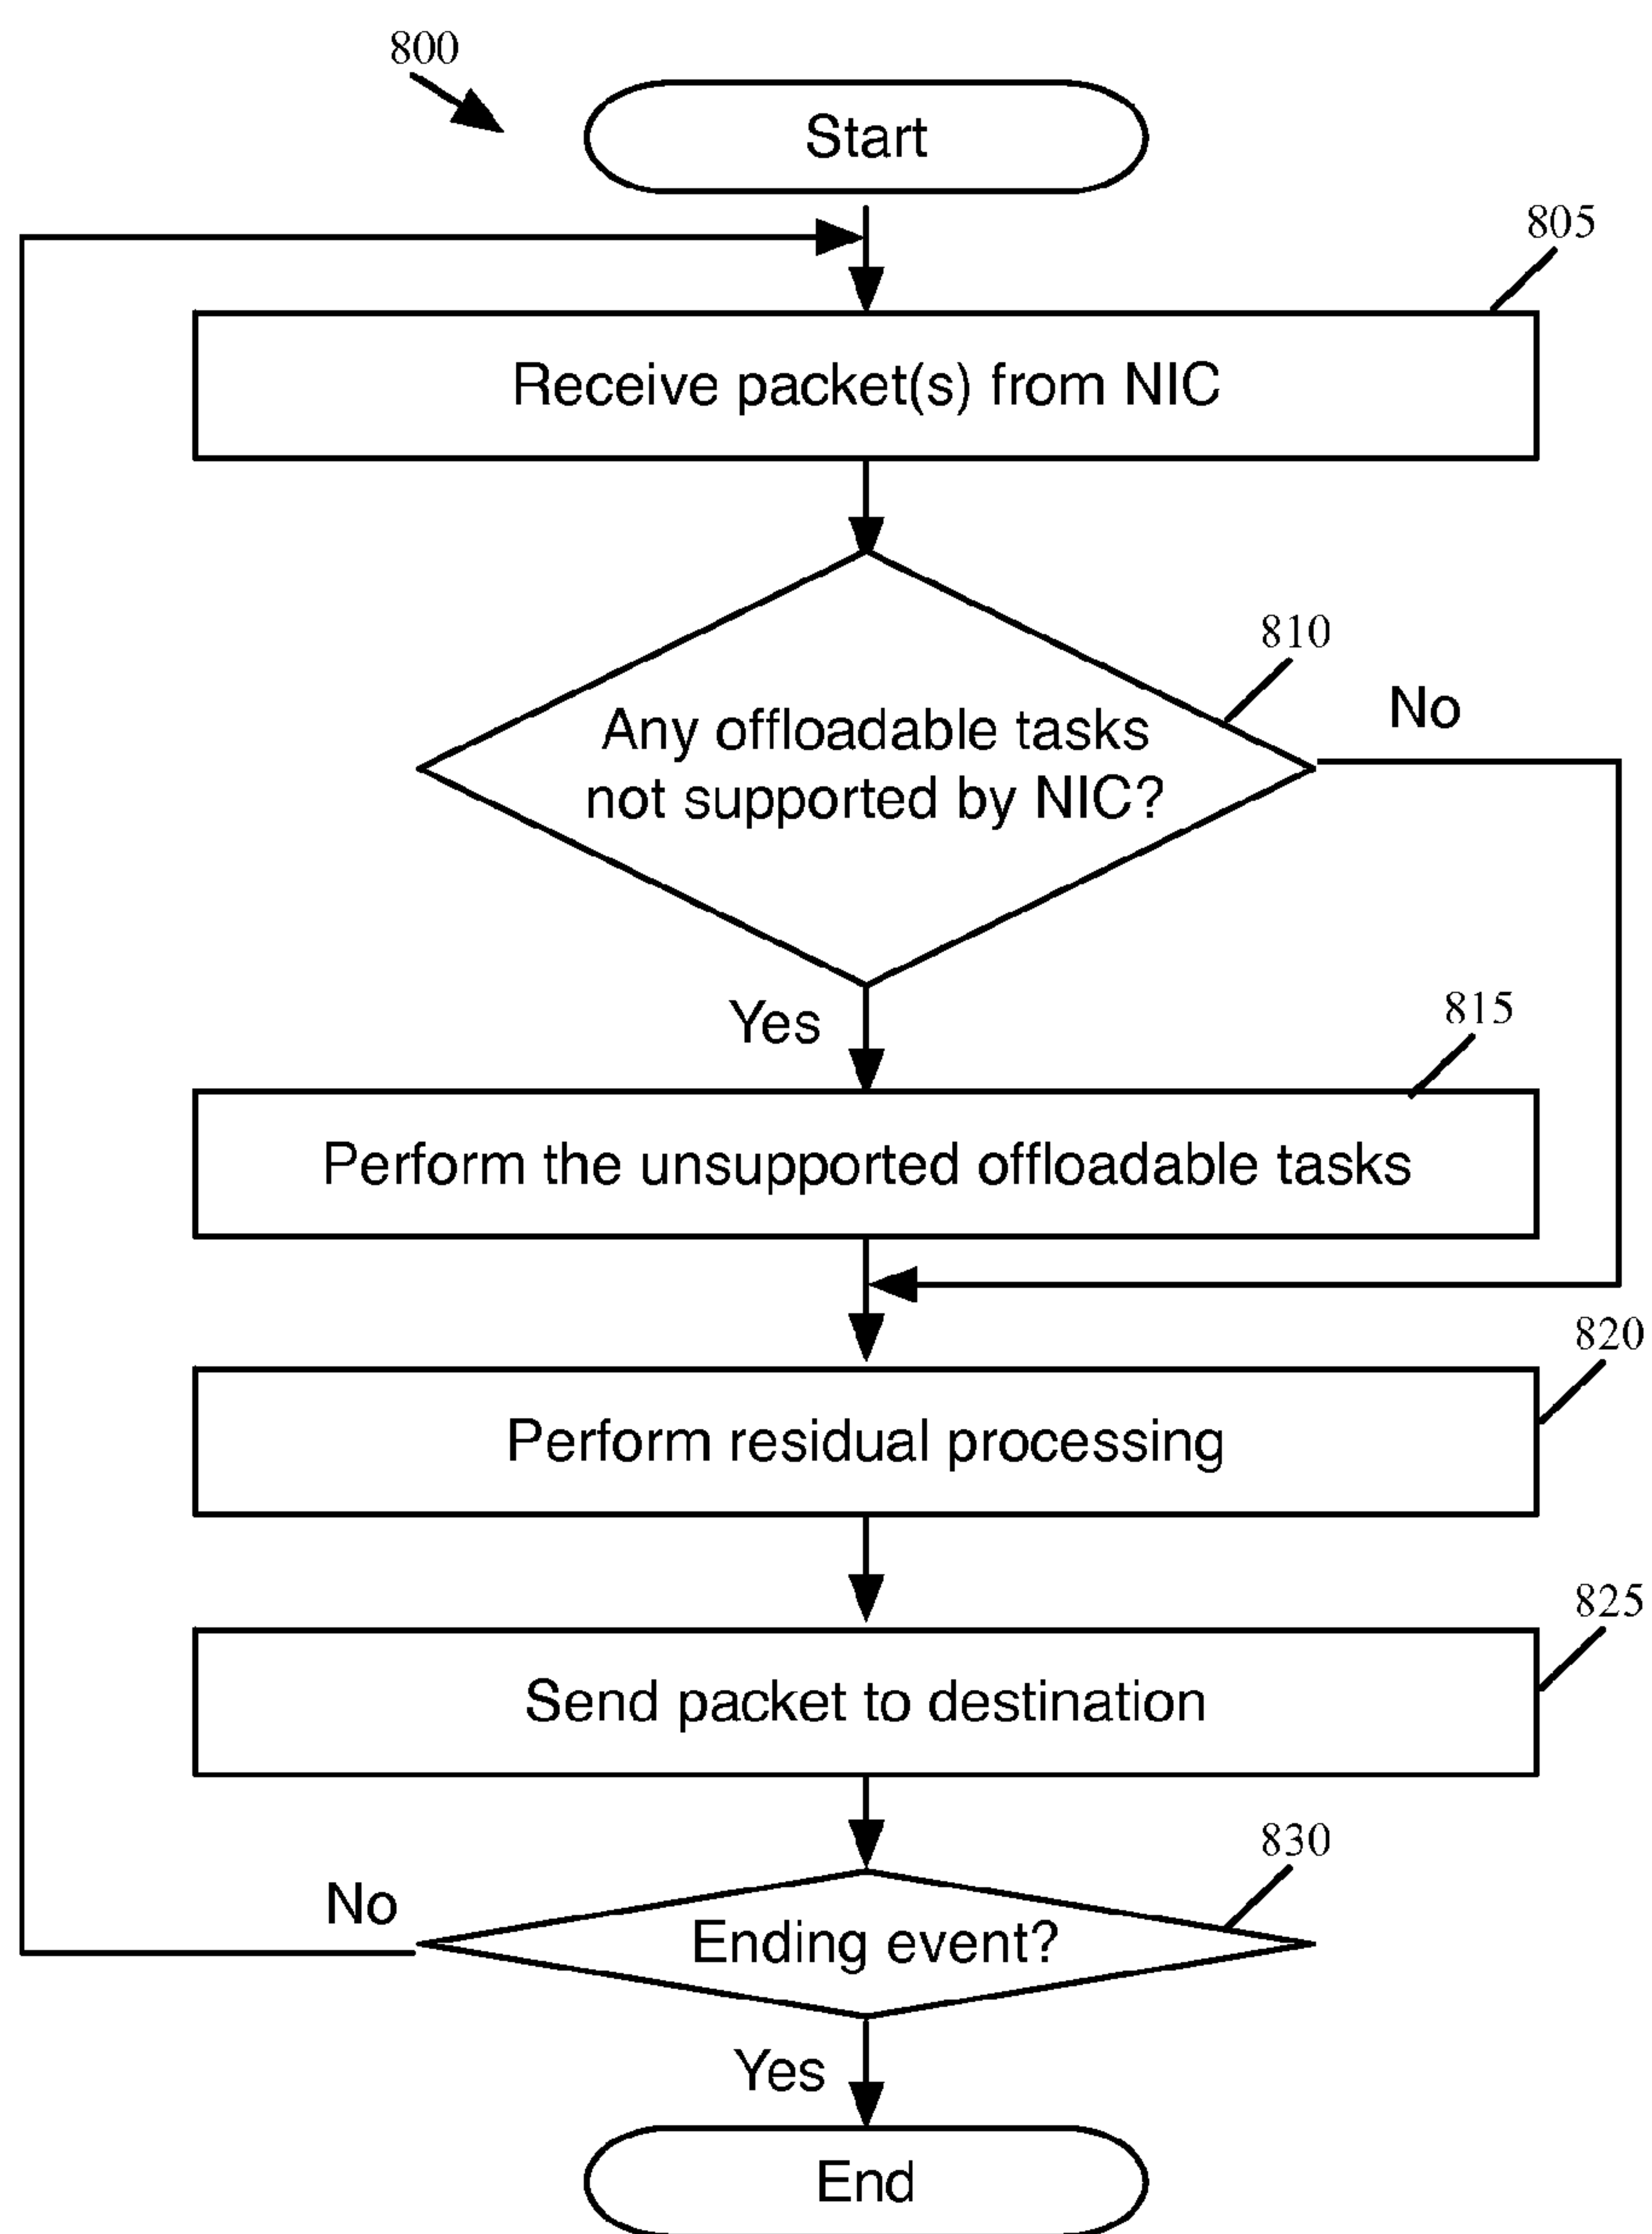 800
Start
805
Receive packet(s) from NIC
810
No
Any offloadable tasks
not supported by NIC?
Yes
815
Perform the unsupported offloadable tasks
820
Perform residual processing
825
Send packet to destination
830
No
Ending event?
Yes
End